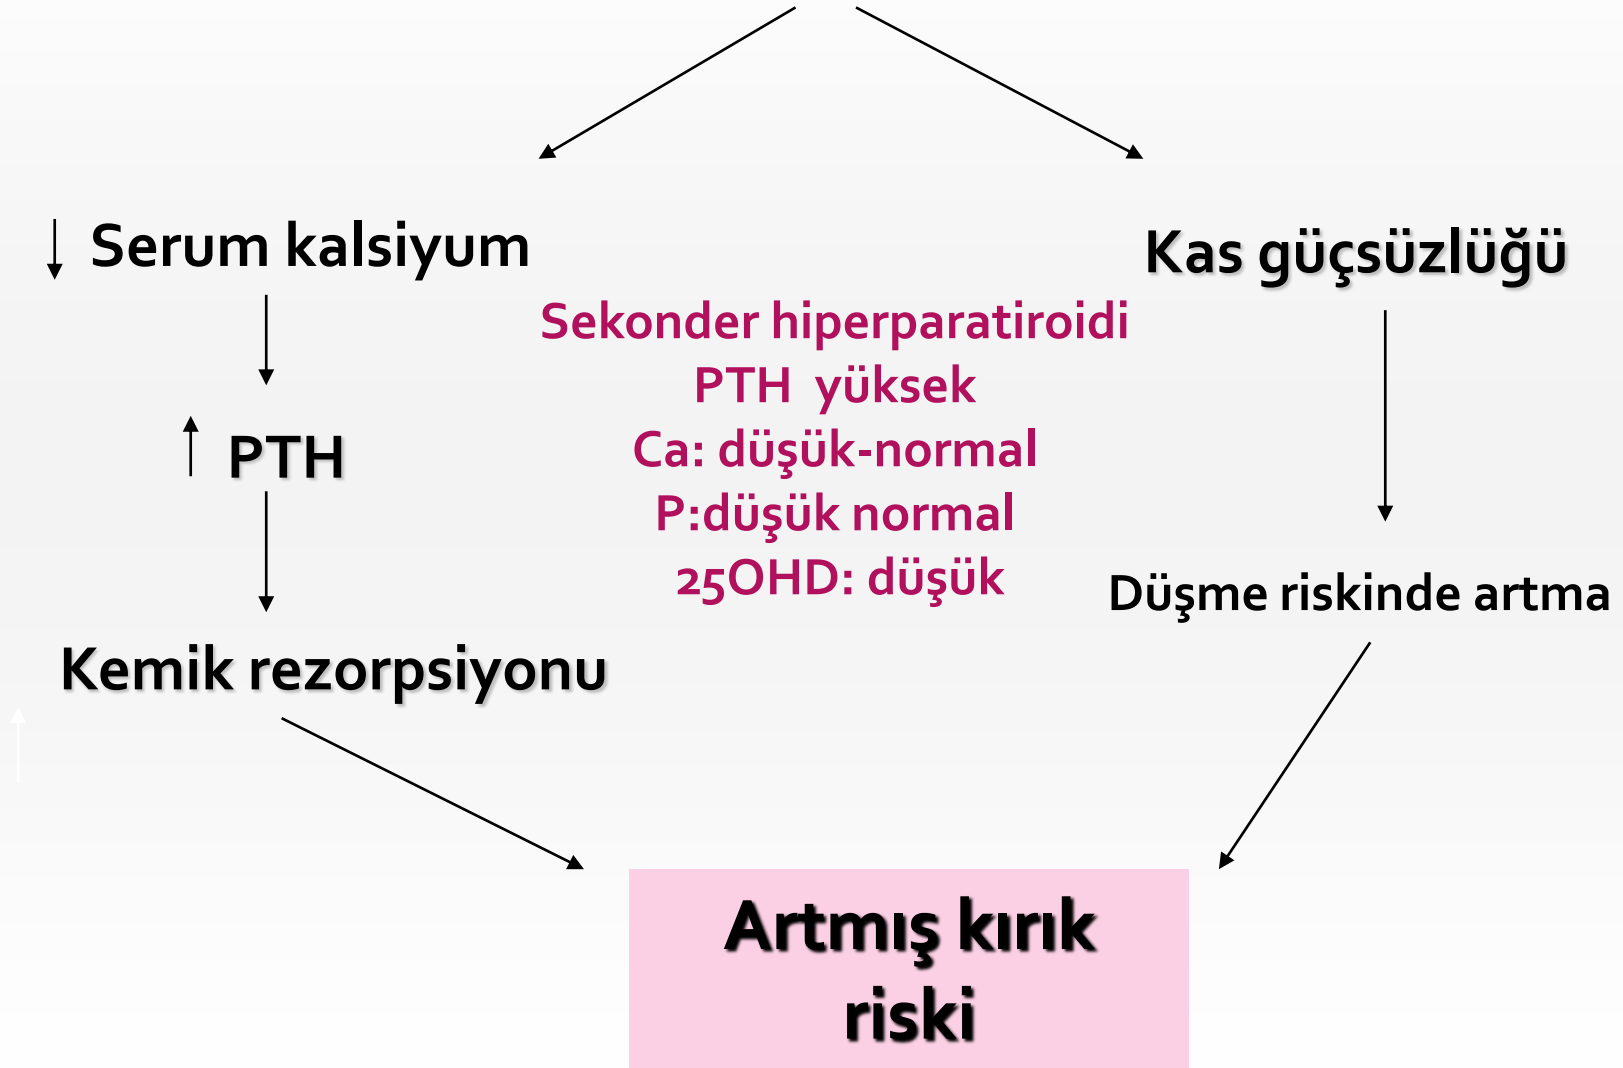 Serum kalsiyum
Kas güçsüzlüğü
Sekonder hiperparatiroidi
PTH yüksek
Ca: düşük-normal
P:düşük normal
25OHD: düşük
PTH
Düşme riskinde artma
Kemik rezorpsiyonu
Artmış kırık
riski